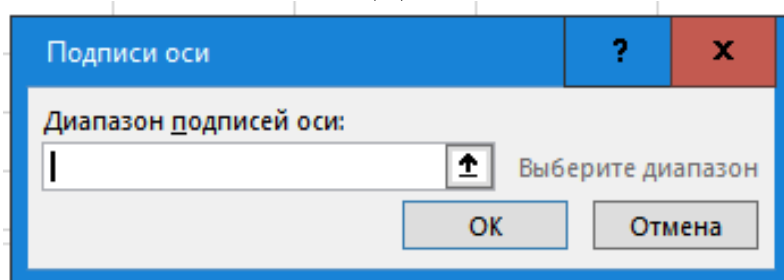 Подписи оси
?
x
Диапазон подписей оси:
Выберите диапазон
ОК
Отмена